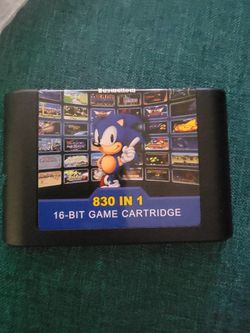 830 IN 1
16-BIT GAME CARTRIDGE